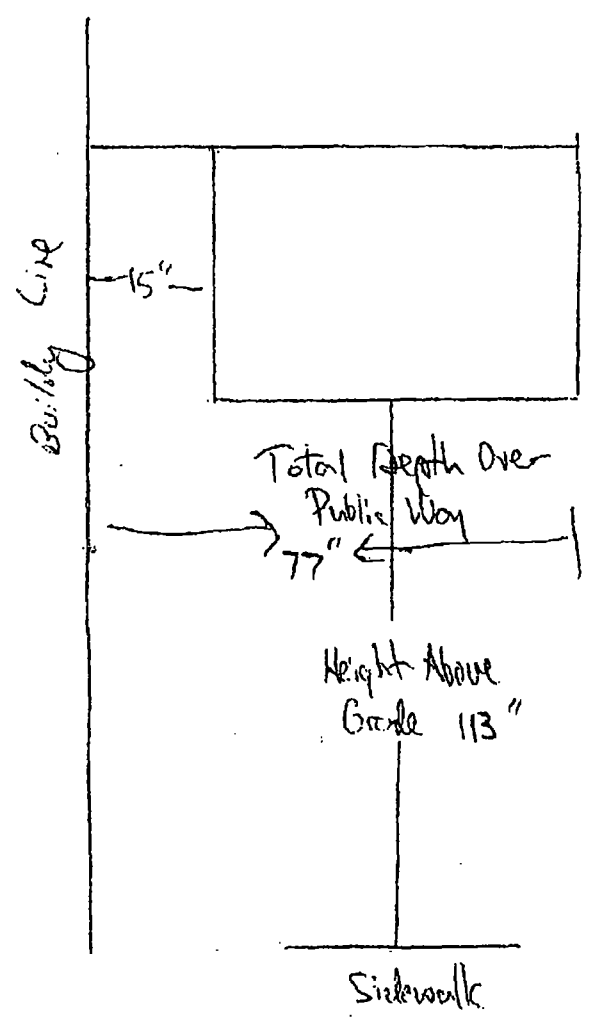 Building Line
15"
Total Depth Over
Public Way
77"
Height Above
Grade 113"
Sidewalk